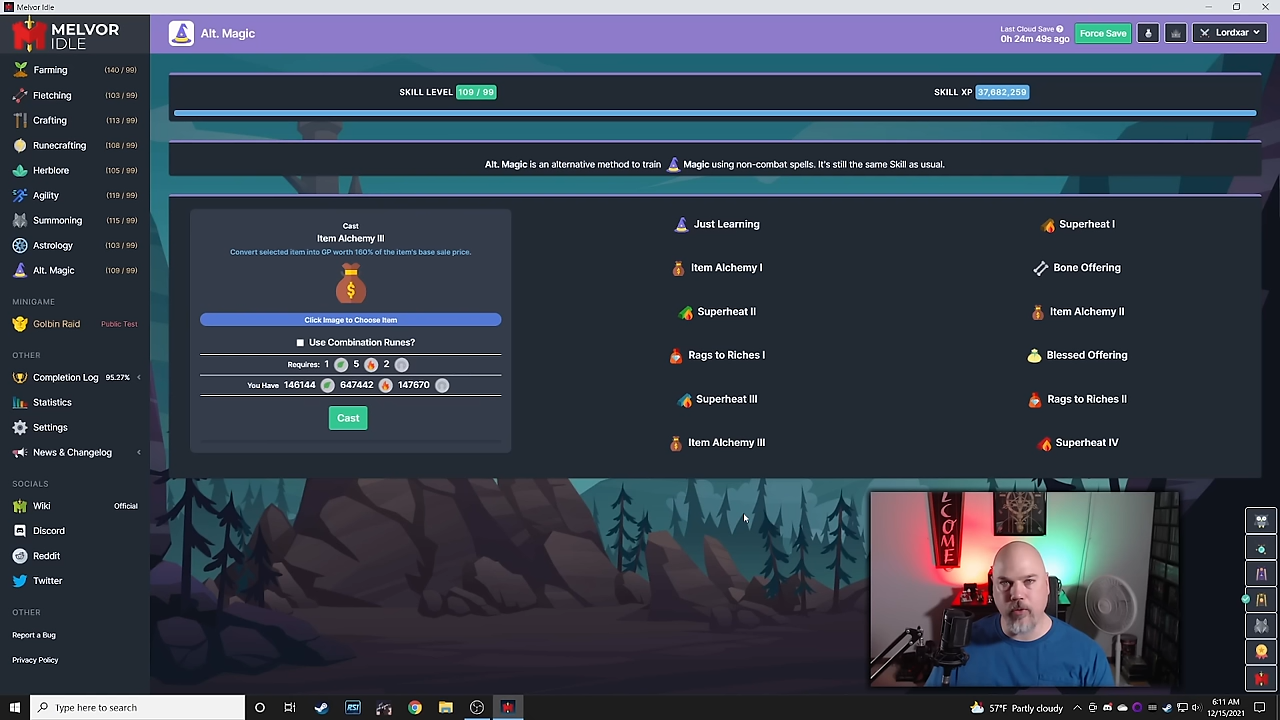 Melvor Idle
MELVOR
IDLE
Alt. Magic
Last Cloud Save
0h 24m 49s ago
Force Save
Lordxar
Farming (140 / 99)
Fletching (103 / 99)
Crafting (113 / 99)
Runecrafting (108 / 99)
Herblore (105 / 99)
Agility (119 / 99)
Summoning (115 / 99)
Astrology (103 / 99)
Alt. Magic (109 / 99)
MINIGAME
Golbin Raid Public Test
OTHER
Completion Log 95.27%
Statistics
Settings
News & Changelog
SOCIALS
Wiki Official
Discord
Reddit
Twitter
OTHER
Report a Bug
Privacy Policy
SKILL LEVEL 109 / 99
SKILL XP 37,682,259
Alt. Magic is an alternative method to train Magic using non-combat spells. It's still the same Skill as usual.
Cast
Item Alchemy III
Convert selected item into GP worth 160% of the item's base sale price.
Click Image to Choose Item
Use Combination Runes?
Requires: 1 5 2
You Have 146144 647442 147670
Cast
Just Learning
Superheat I
Item Alchemy I
Bone Offering
Superheat II
Item Alchemy II
Rags to Riches I
Blessed Offering
Superheat III
Rags to Riches II
Item Alchemy III
Superheat IV
LCOME
Type here to search
RSI
57°F Partly cloudy
6:11 AM
12/15/2021